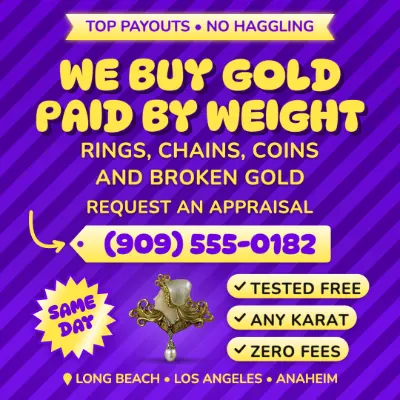 TOP PAYOUTS • NO HAGGLING
WE BUY GOLD
PAID BY WEIGHT
RINGS, CHAINS, COINS
AND BROKEN GOLD
REQUEST AN APPRAISAL
(909) 555-0182
SAME
DAY
TESTED FREE
ANY KARAT
ZERO FEES
LONG BEACH • LOS ANGELES • ANAHEIM